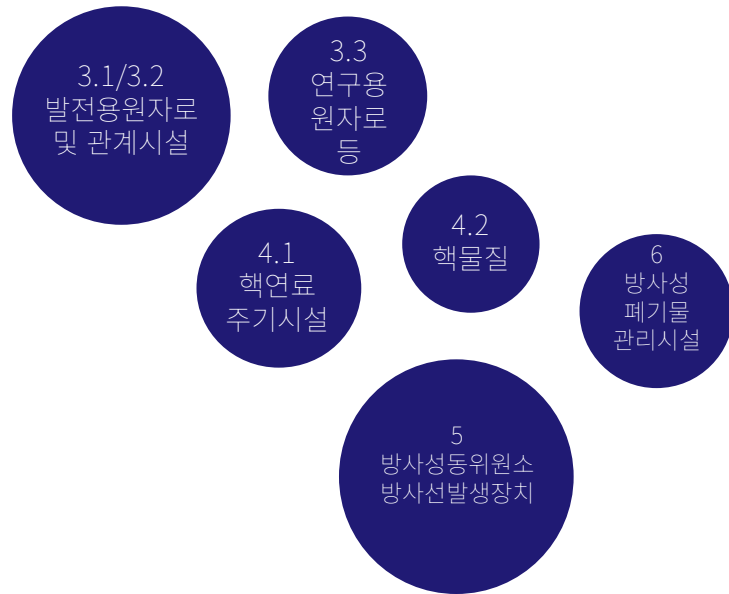 3.1/3.2
발전용원자로
및 관계시설
3.3
연구용
원자로
등
4.1
핵연료
주기시설
4.2
핵물질
6
방사성
폐기물
관리시설
5
방사성동위원소
방사선발생장치